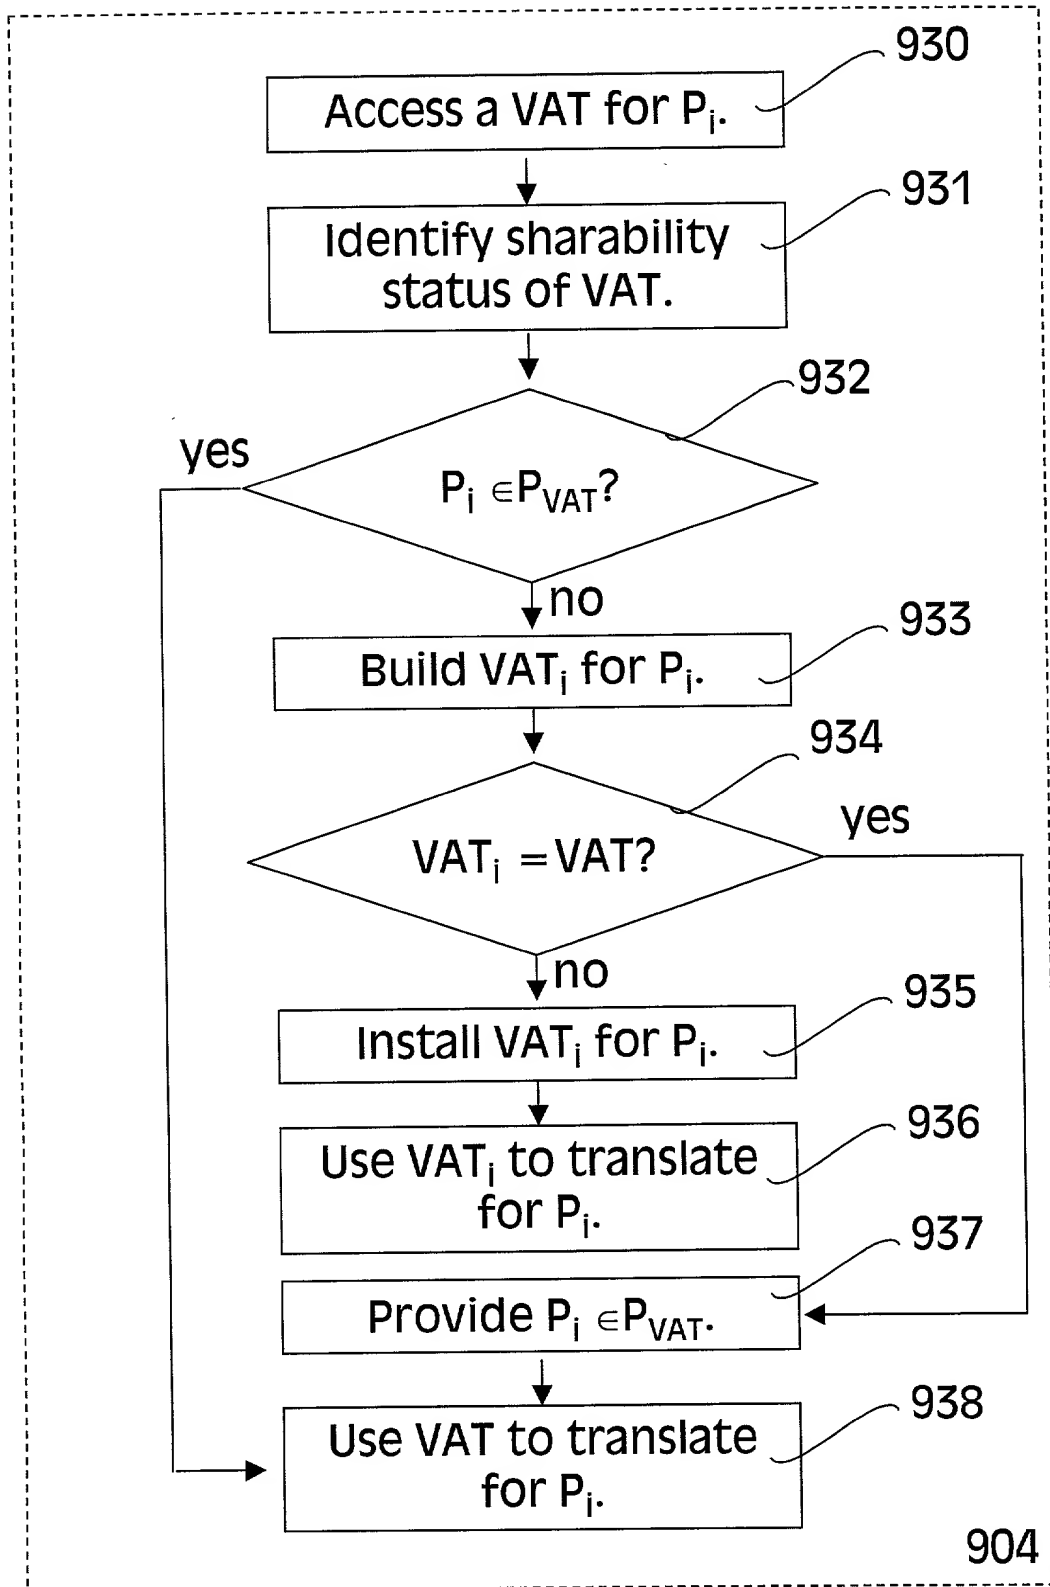 930
Access a VAT for Pi.
931
Identify sharability
status of VAT.
932
yes
Pi ∈PVAT?
no
933
Build VATi for Pi.
934
yes
VATi = VAT?
no
935
Install VATi for Pi.
936
Use VATi to translate
for Pi.
937
Provide Pi ∈PVAT.
938
Use VAT to translate
for Pi.
904